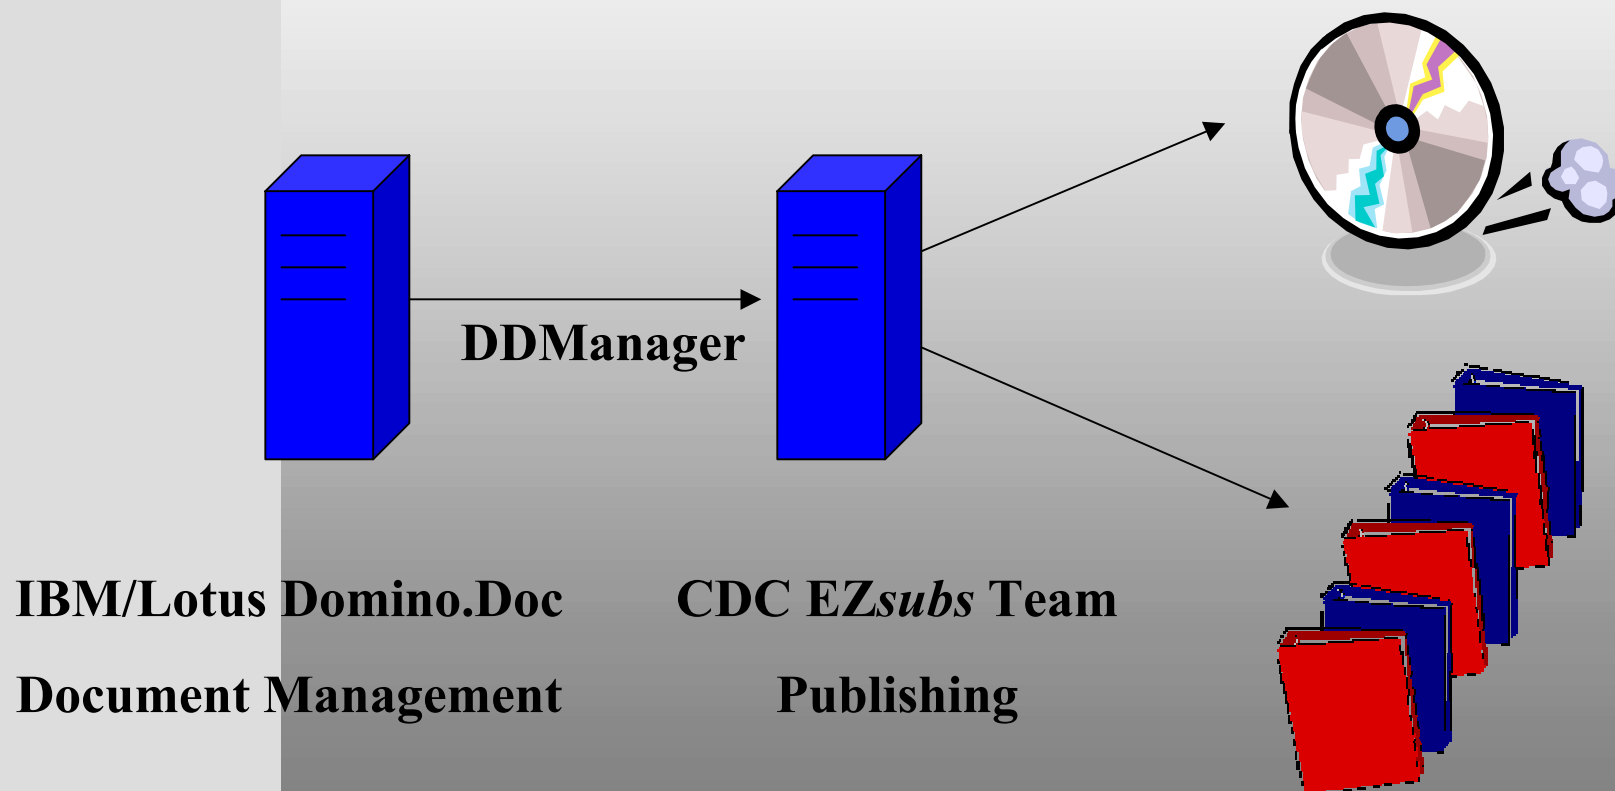 DDManager
IBM/Lotus Domino.Doc
Document Management
CDC EZsubs Team
Publishing